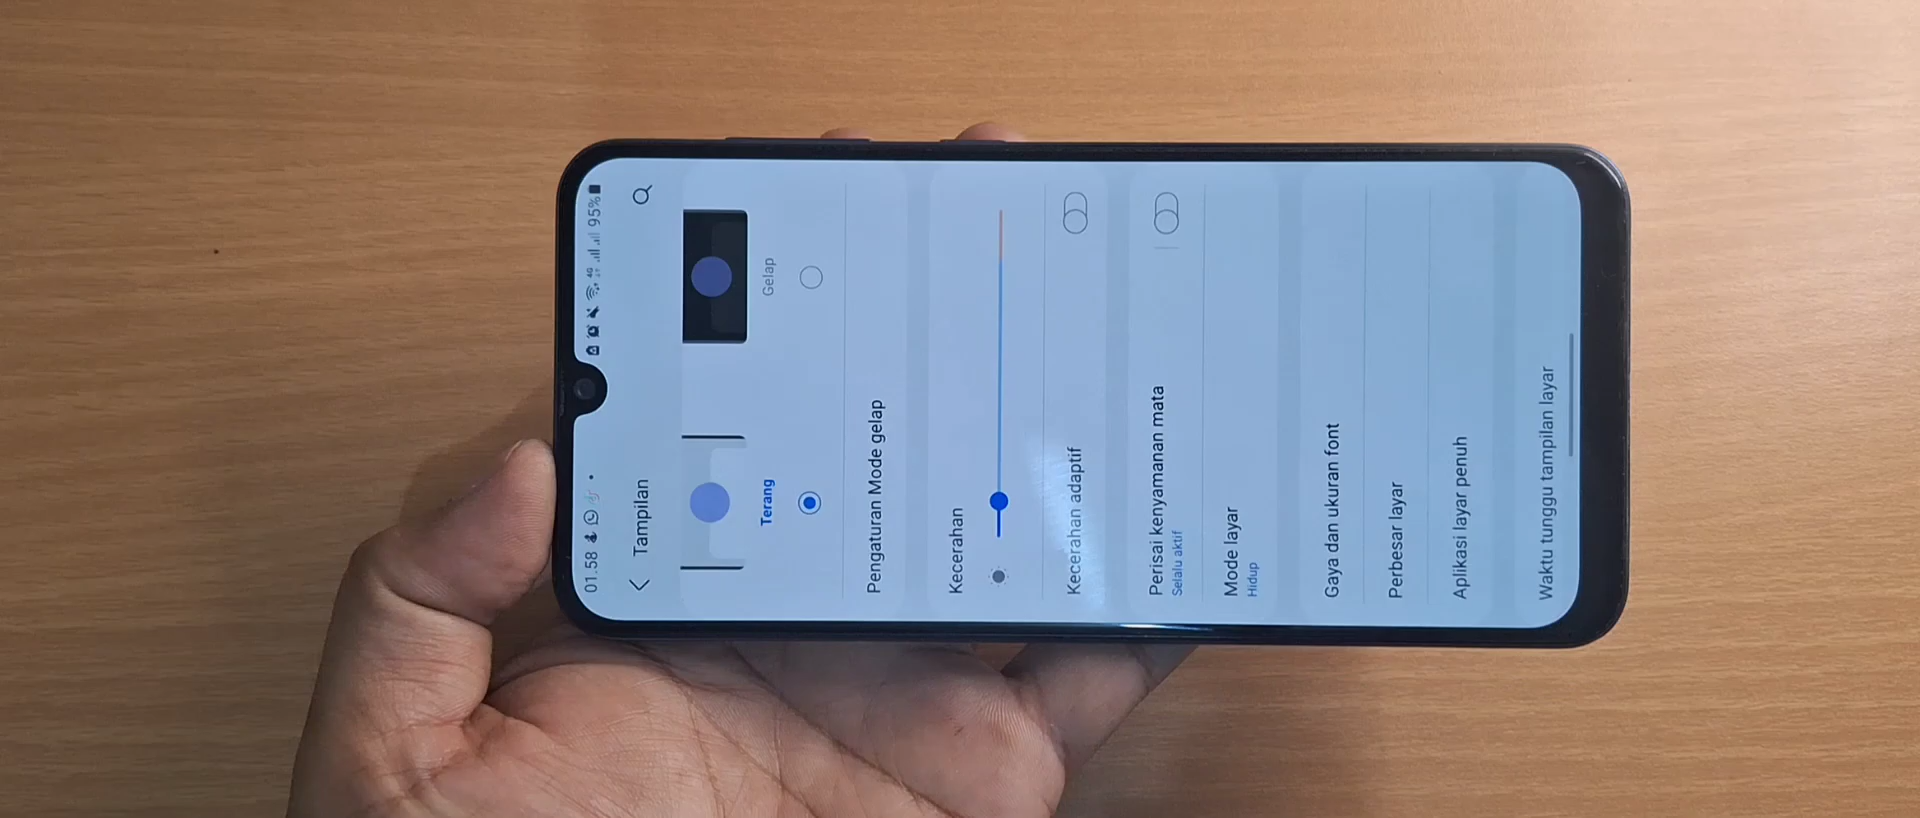 01.58
4G
95%
Tampilan
Terang
Gelap
Pengaturan Mode gelap
Kecerahan
Kecerahan adaptif
Perisai kenyamanan mata
Selalu aktif
Mode layar
Hidup
Gaya dan ukuran font
Perbesar layar
Aplikasi layar penuh
Waktu tunggu tampilan layar